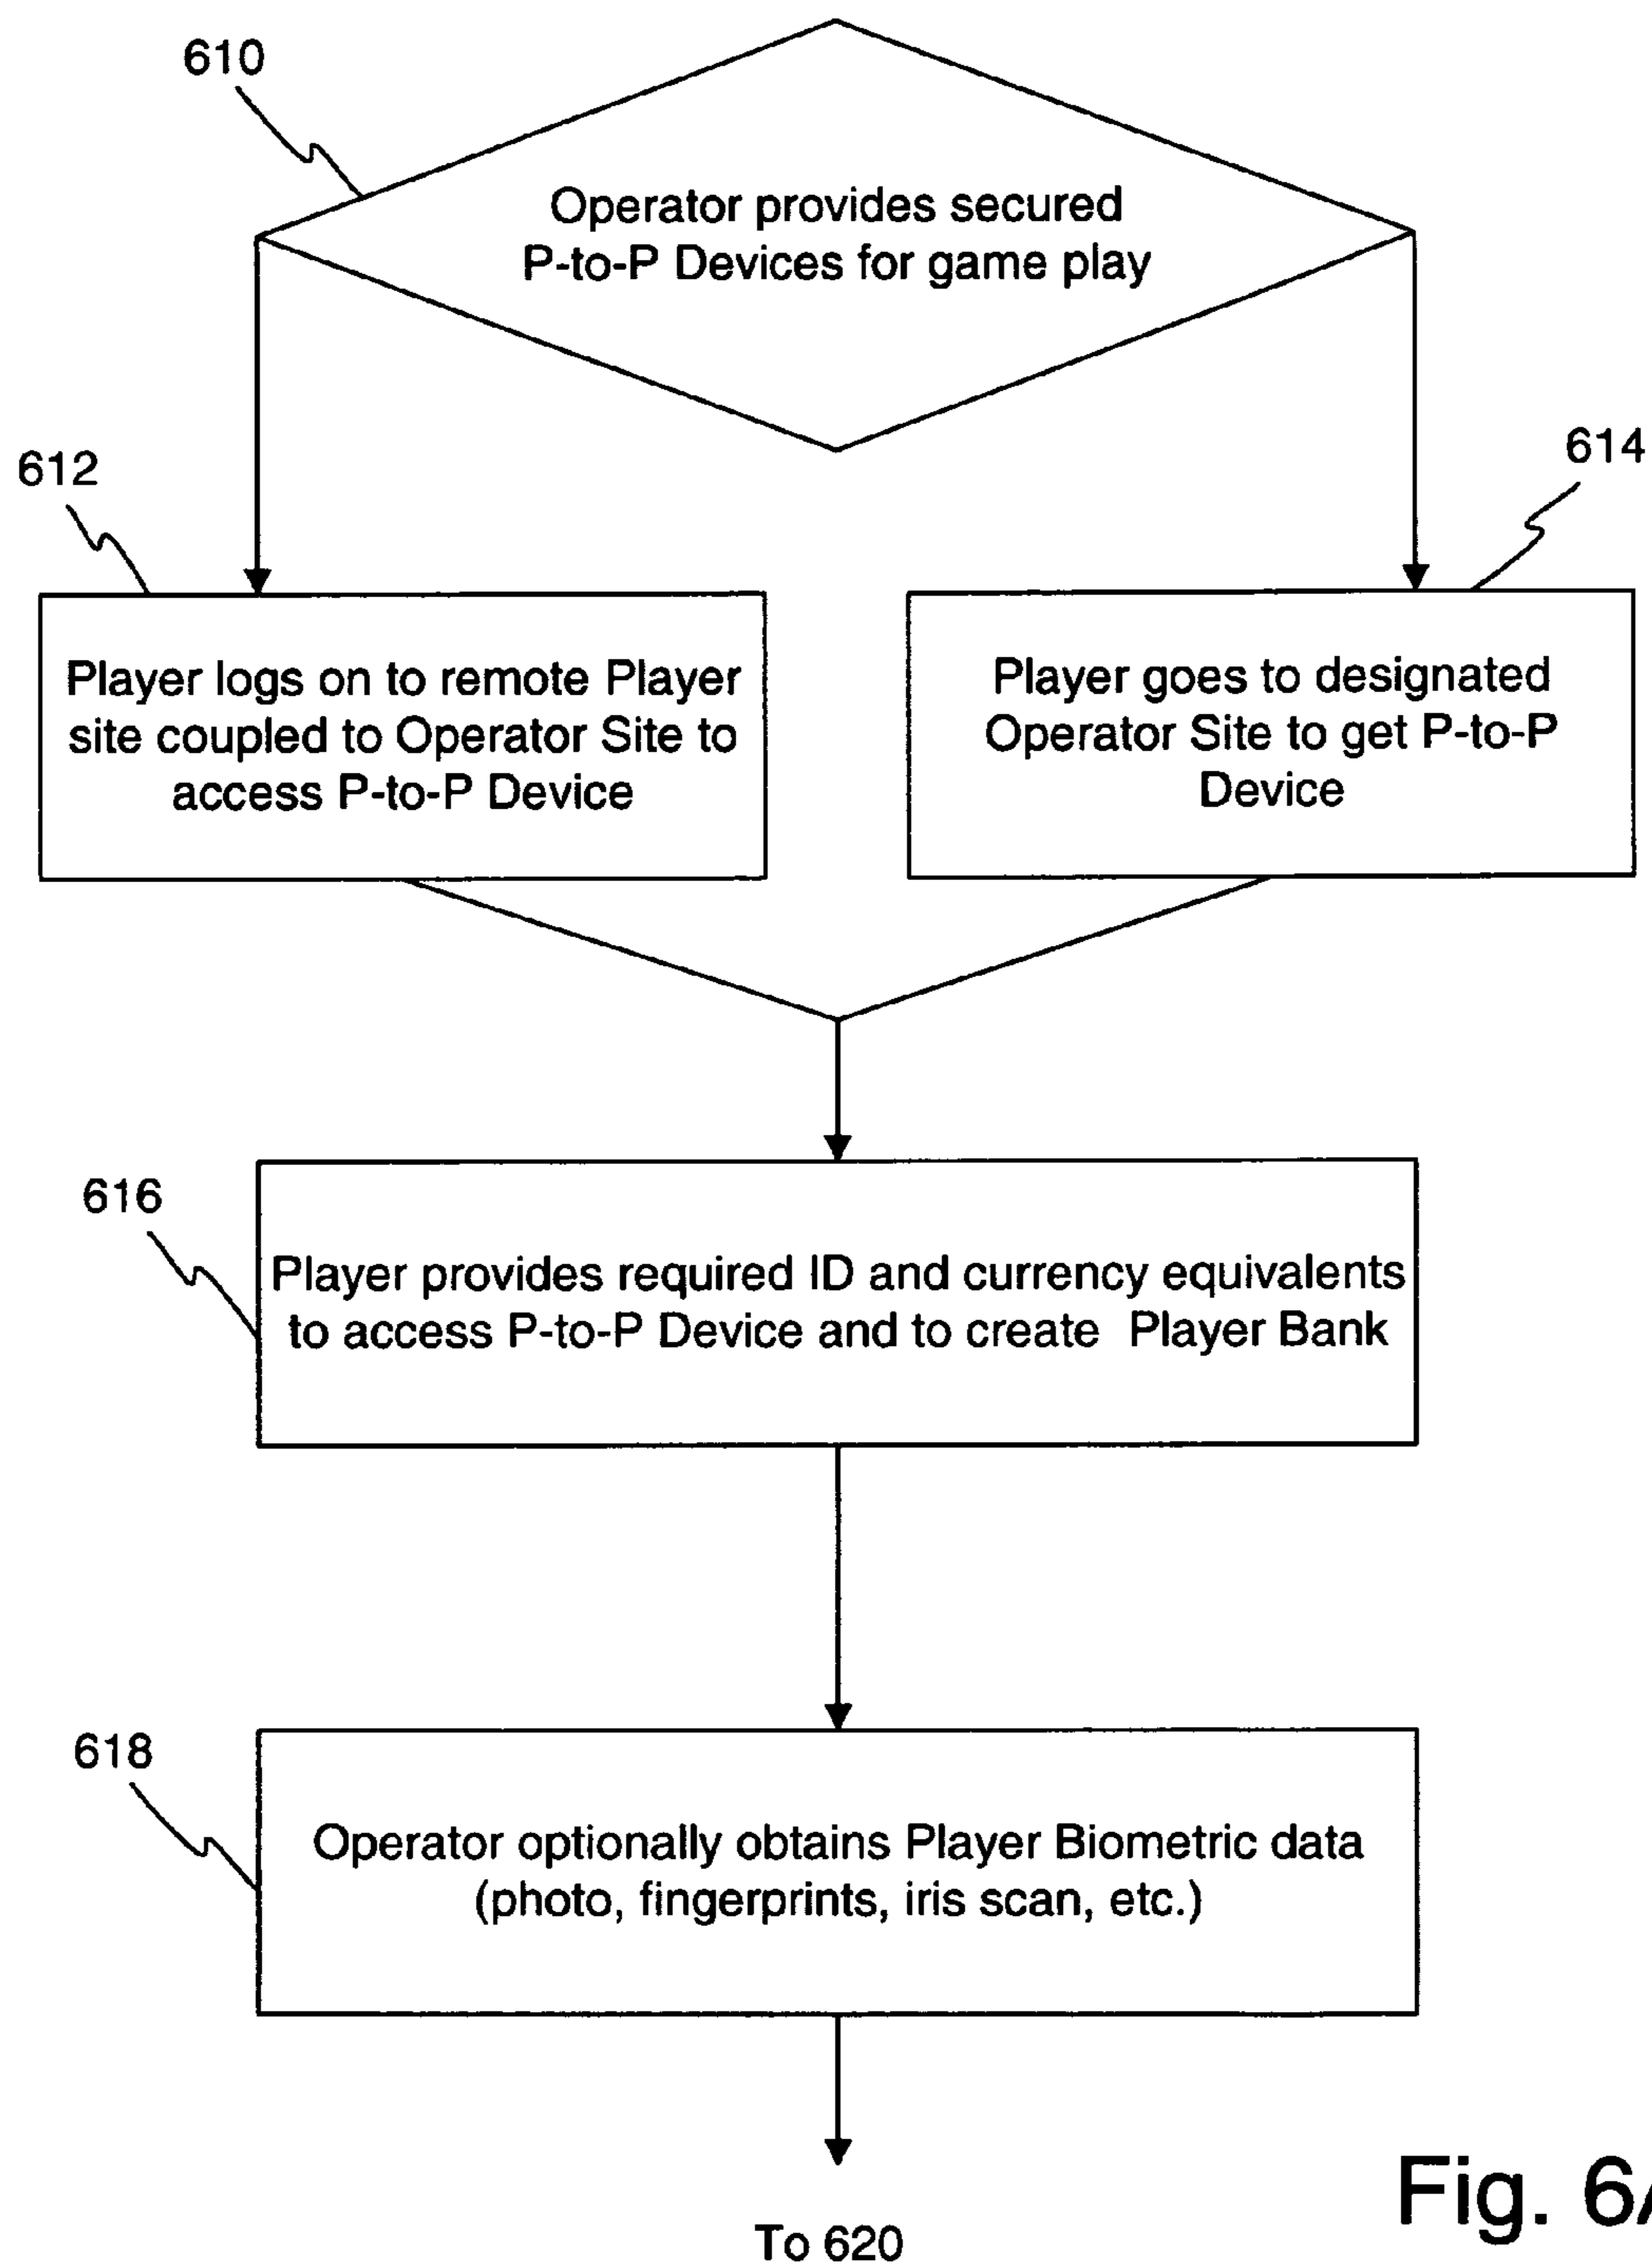 610
Operator provides secured
P-to-P Devices for game play
612
614
Player logs on to remote Player
site coupled to Operator Site to
access P-to-P Device
Player goes to designated
Operator Site to get P-to-P
Device
616
Player provides required ID and currency equivalents
to access P-to-P Device and to create Player Bank
618
Operator optionally obtains Player Biometric data
(photo, fingerprints, iris scan, etc.)
To 620
Fig. 6A